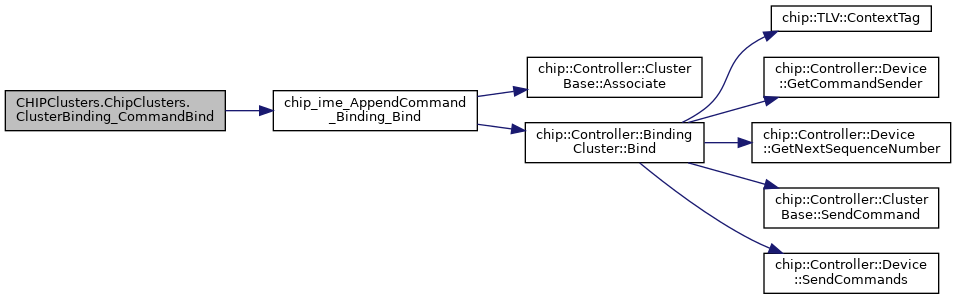 CHIPClusters.ChipClusters.
ClusterBinding_CommandBind
chip_ime_AppendCommand
_Binding_Bind
chip::Controller::Cluster
Base::Associate
chip::Controller::Binding
Cluster::Bind
chip::TLV::ContextTag
chip::Controller::Device
::GetCommandSender
chip::Controller::Device
::GetNextSequenceNumber
chip::Controller::Cluster
Base::SendCommand
chip::Controller::Device
::SendCommands